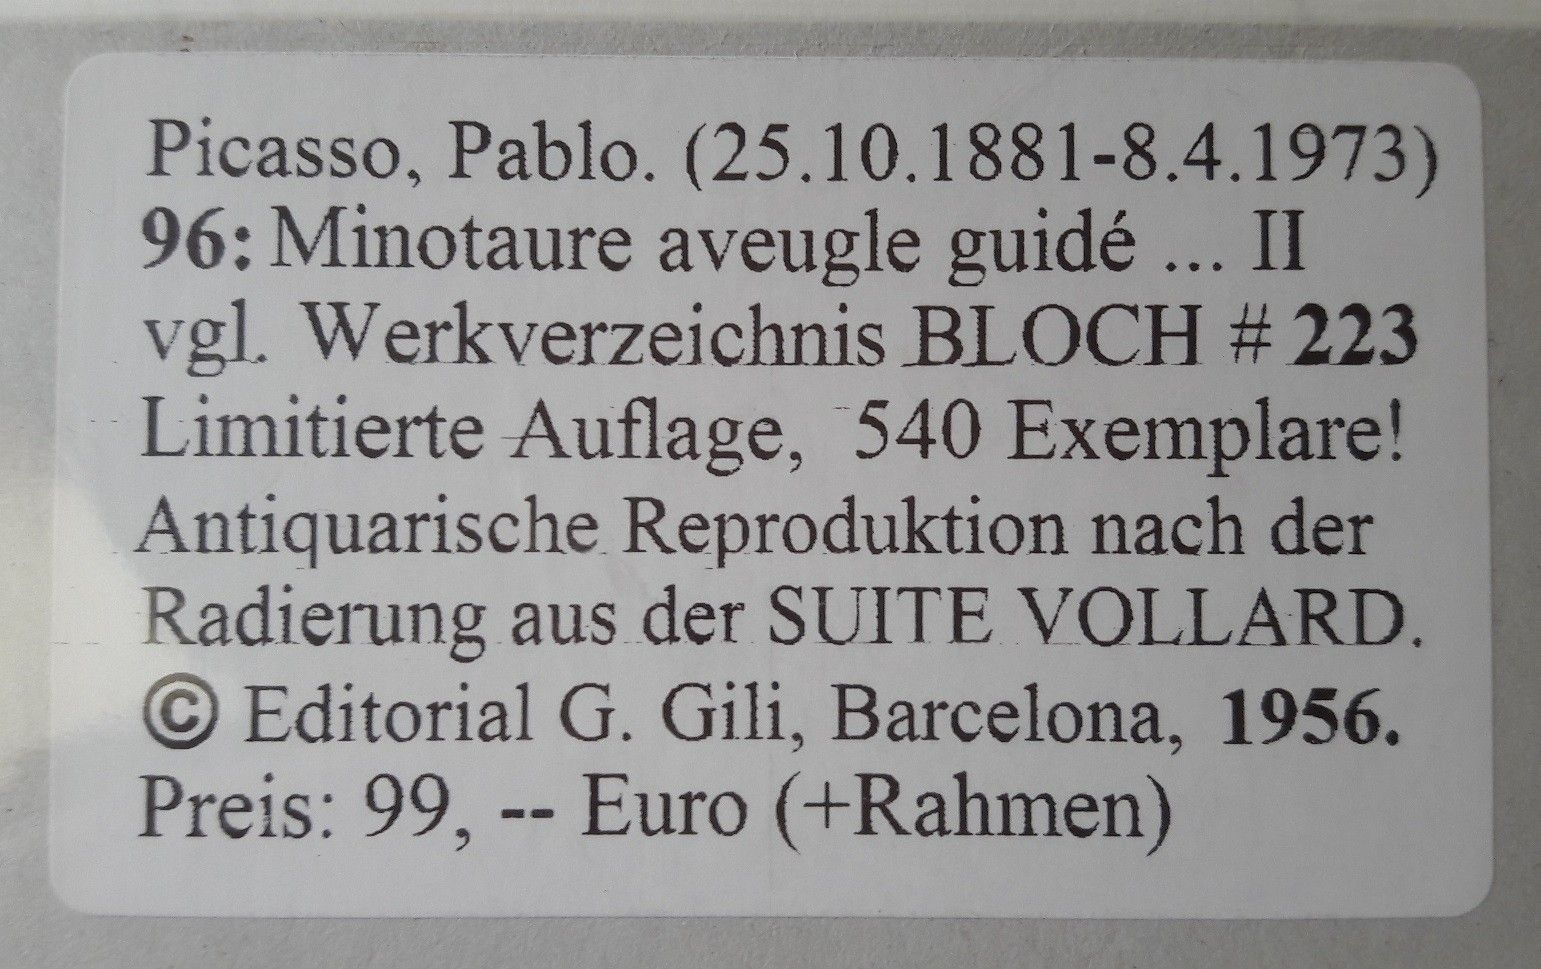 Picasso, Pablo. (25.10.1881-8.4.1973)
96: Minotaure aveugle guidé ... II
vgl. Werkverzeichnis BLOCH # 223
Limitierte Auflage, 540 Exemplare!
Antiquarische Reproduktion nach der
Radierung aus der SUITE VOLLARD.
© Editorial G. Gili, Barcelona, 1956.
Preis: 99, -- Euro (+Rahmen)